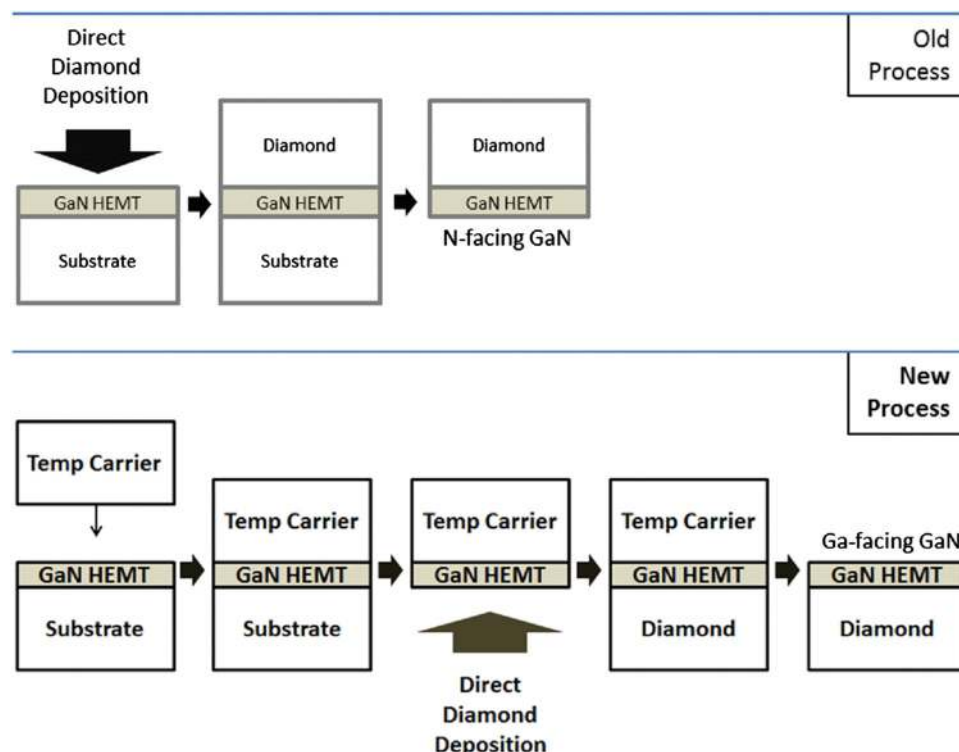 Direct
Diamond
Deposition
Old
Process
GaN HEMT
Substrate
Diamond
GaN HEMT
Substrate
Diamond
GaN HEMT
N-facing GaN
New
Process
Temp Carrier
GaN HEMT
Substrate
Temp Carrier
GaN HEMT
Substrate
Temp Carrier
GaN HEMT
Direct
Diamond
Deposition
Temp Carrier
GaN HEMT
Diamond
Ga-facing GaN
GaN HEMT
Diamond